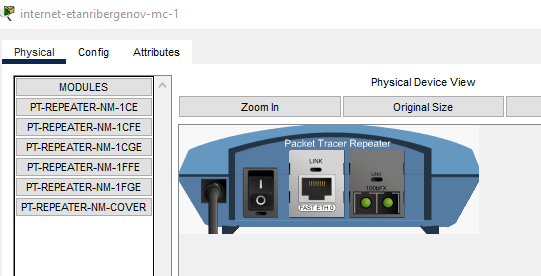 internet-etanribergenov-mc-1
Physical Config Attributes
MODULES
PT-REPEATER-NM-1CE
PT-REPEATER-NM-1CFE
PT-REPEATER-NM-1CGE
PT-REPEATER-NM-1FFE
PT-REPEATER-NM-1FGE
PT-REPEATER-NM-COVER
Physical Device View
Zoom In Original Size
Packet Tracer Repeater
LINK
FAST ETH 0
LINK
100bFX